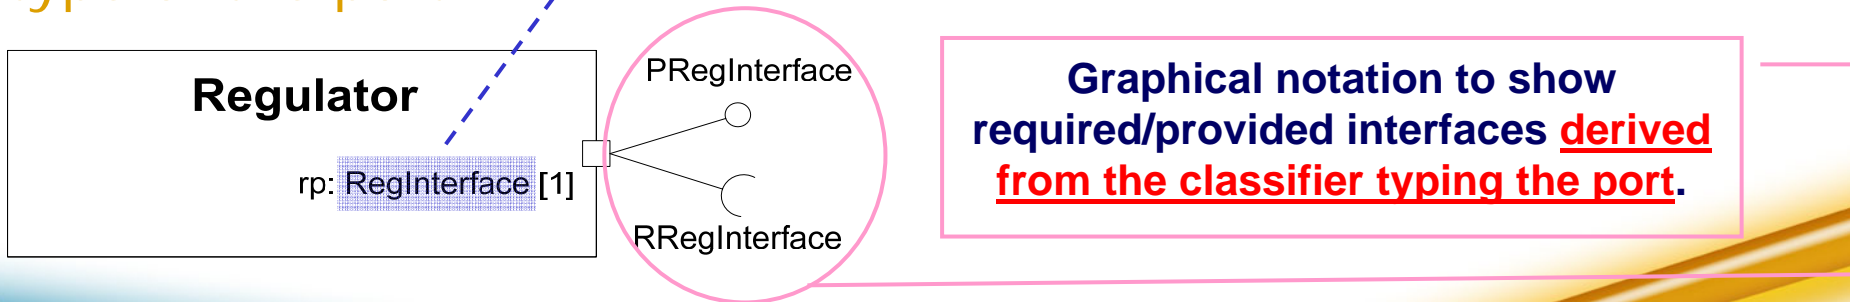 Regulator
rp: RegInterface [1]
PRegInterface
RRegInterface
Graphical notation to show
required/provided interfaces derived
from the classifier typing the port.